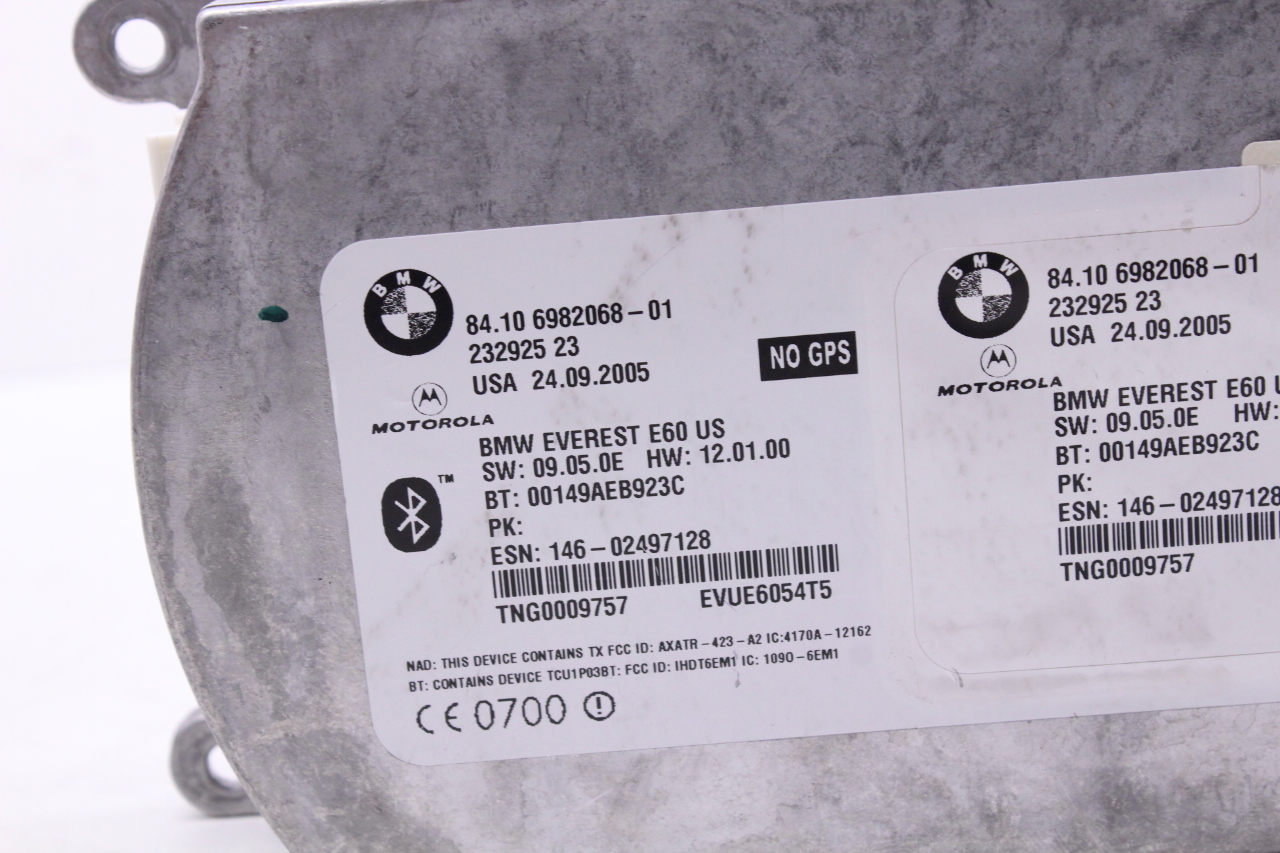 BMW
84.10 6982068-01
232925 23
USA 24.09.2005
NO GPS
MOTOROLA
BMW EVEREST E60 US
SW: 09.05.0E HW: 12.01.00
BT: 00149AEB923C
TM
PK:
ESN: 146-02497128
TNG0009757 EVUE6054T5
NAD: THIS DEVICE CONTAINS TX FCC ID: AXATR-423-A2 IC:4170A-12162
BT: CONTAINS DEVICE TCU1P03BT: FCC ID: IHDT6EM1 IC: 1090-6EM1
CE 0700
BMW
84.10 6982068-01
232925 23
USA 24.09.2005
MOTOROLA
BMW EVEREST E60
SW: 09.05.0E HW:
BT: 00149AEB923C
PK:
ESN: 146-02497128
TNG0009757